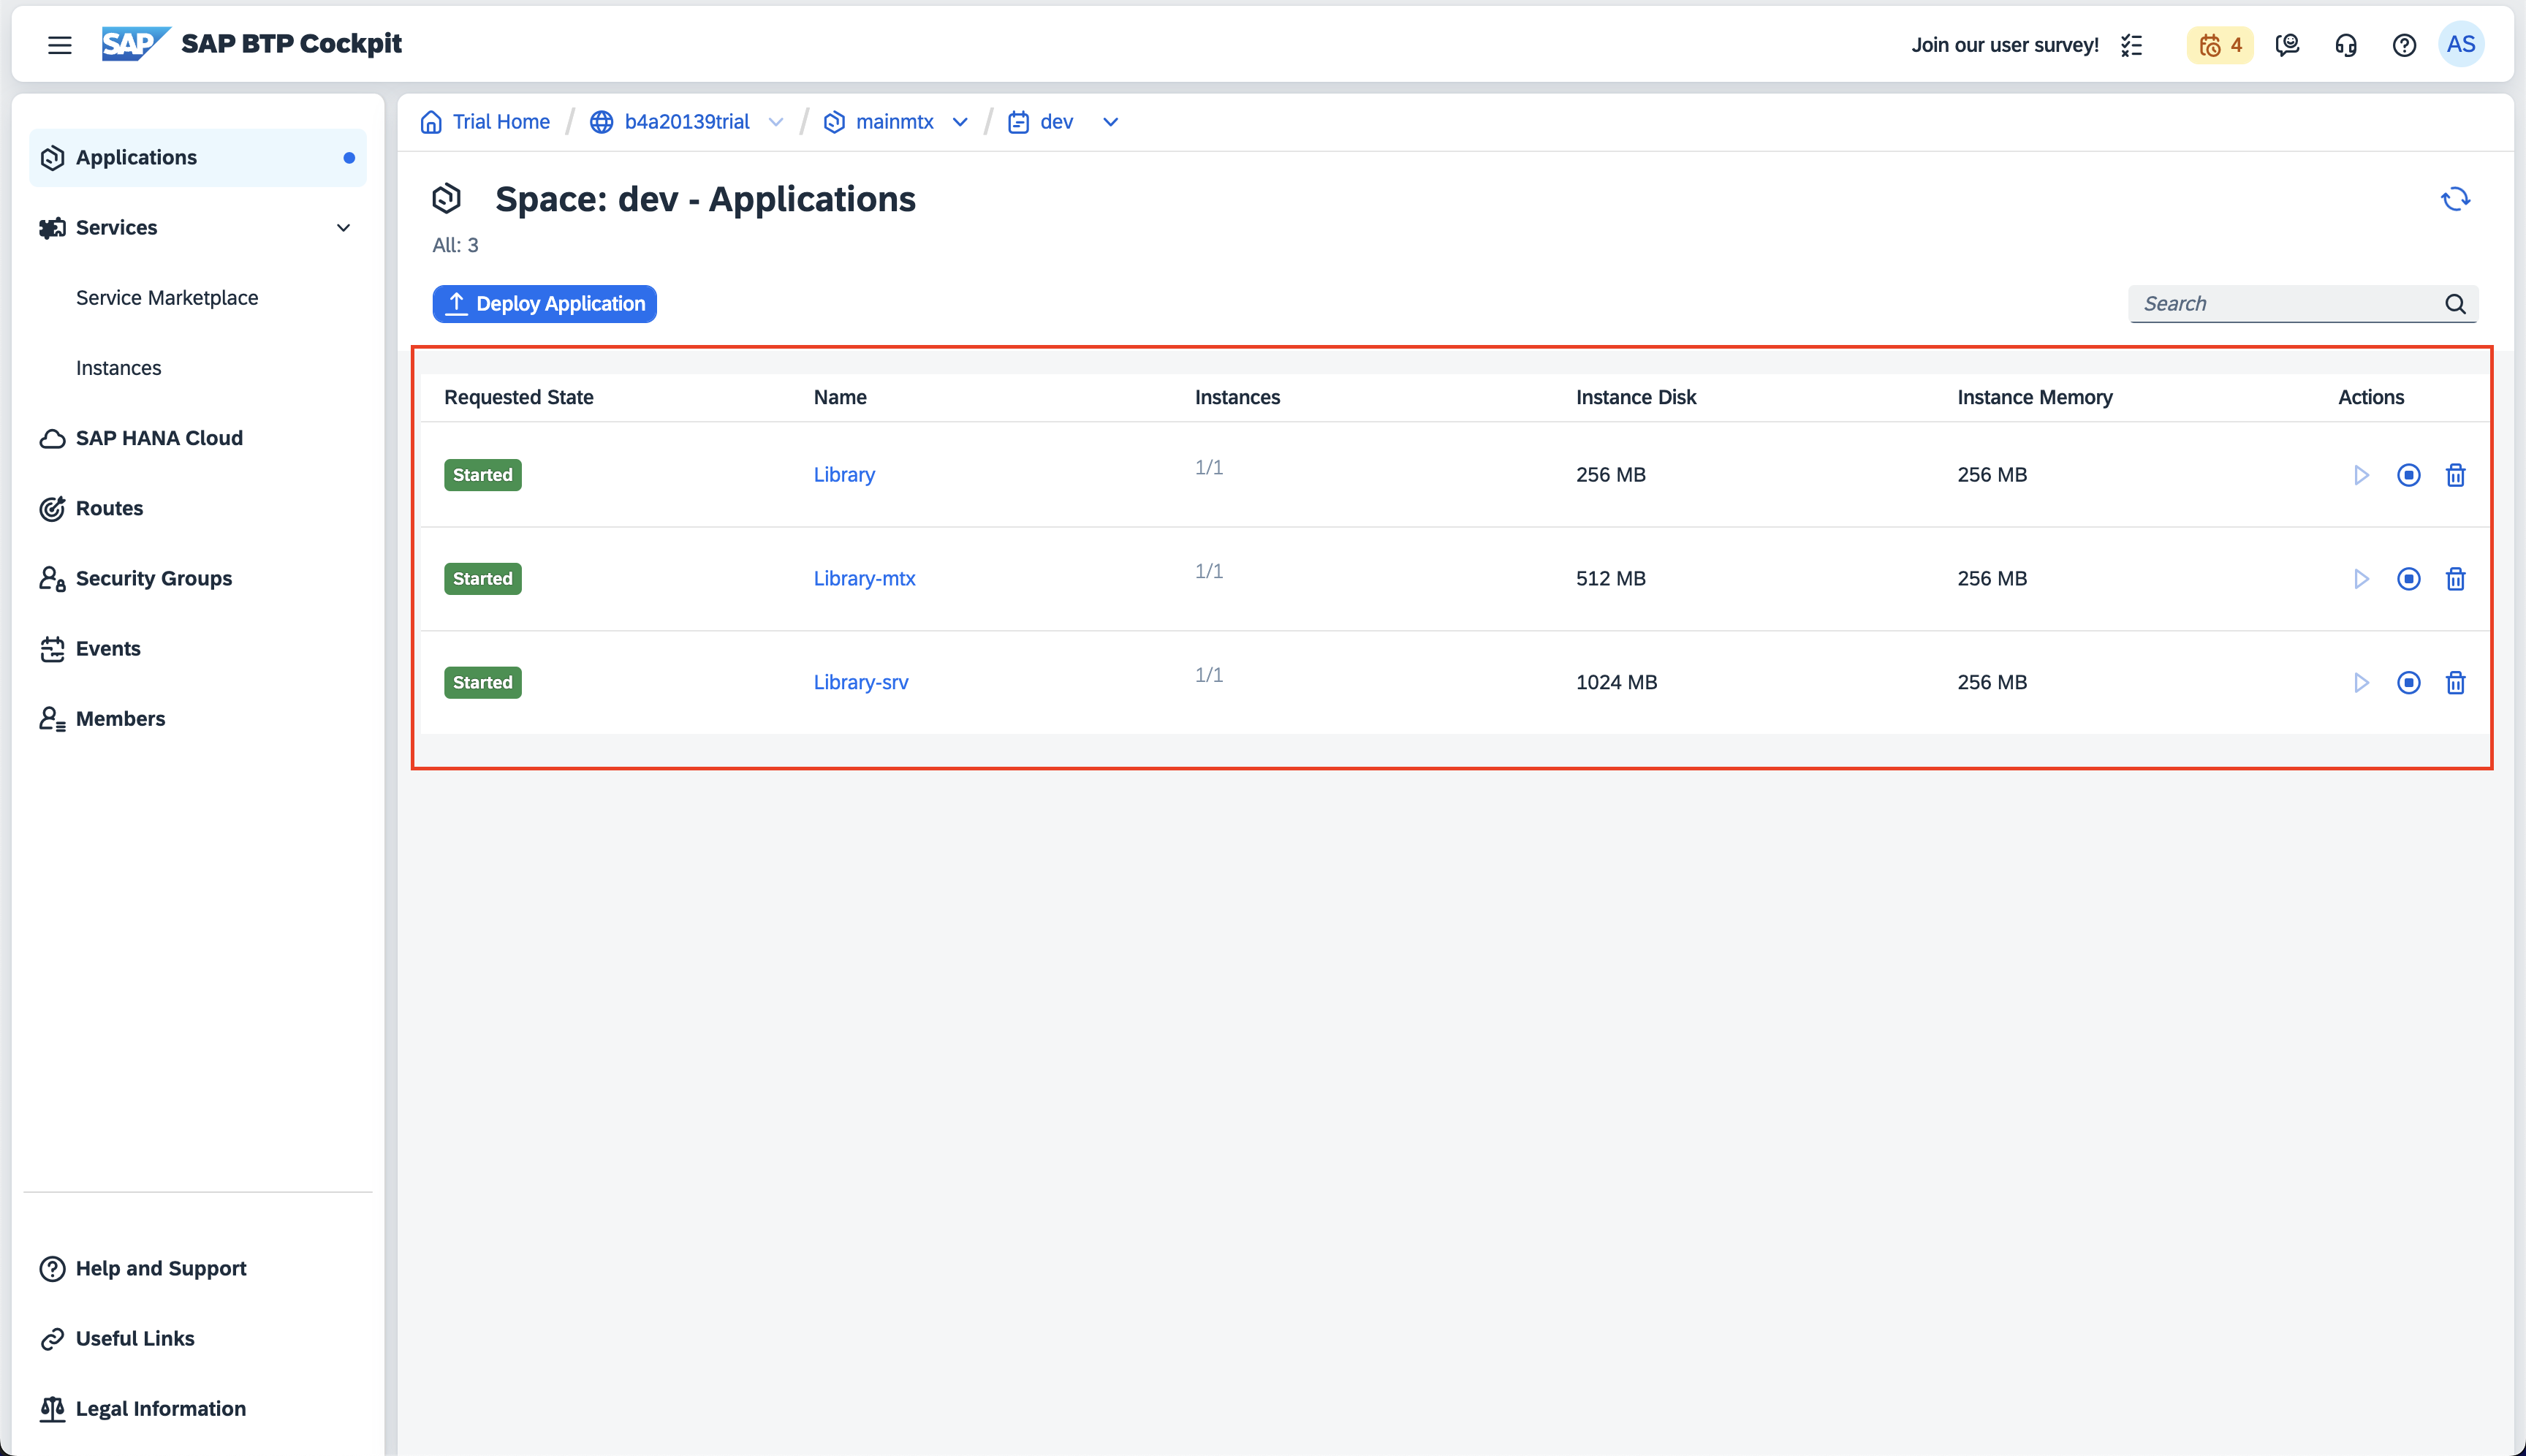 SAP SAP BTP Cockpit
Join our user survey! 4 AS
Applications
Services
Service Marketplace
Instances
SAP HANA Cloud
Routes
Security Groups
Events
Members
Help and Support
Useful Links
Legal Information
Trial Home / b4a20139trial / mainmtx / dev
Space: dev - Applications
All: 3
Deploy Application
Search
Requested State Name Instances Instance Disk Instance Memory Actions
Started Library 1/1 256 MB 256 MB
Started Library-mtx 1/1 512 MB 256 MB
Started Library-srv 1/1 1024 MB 256 MB